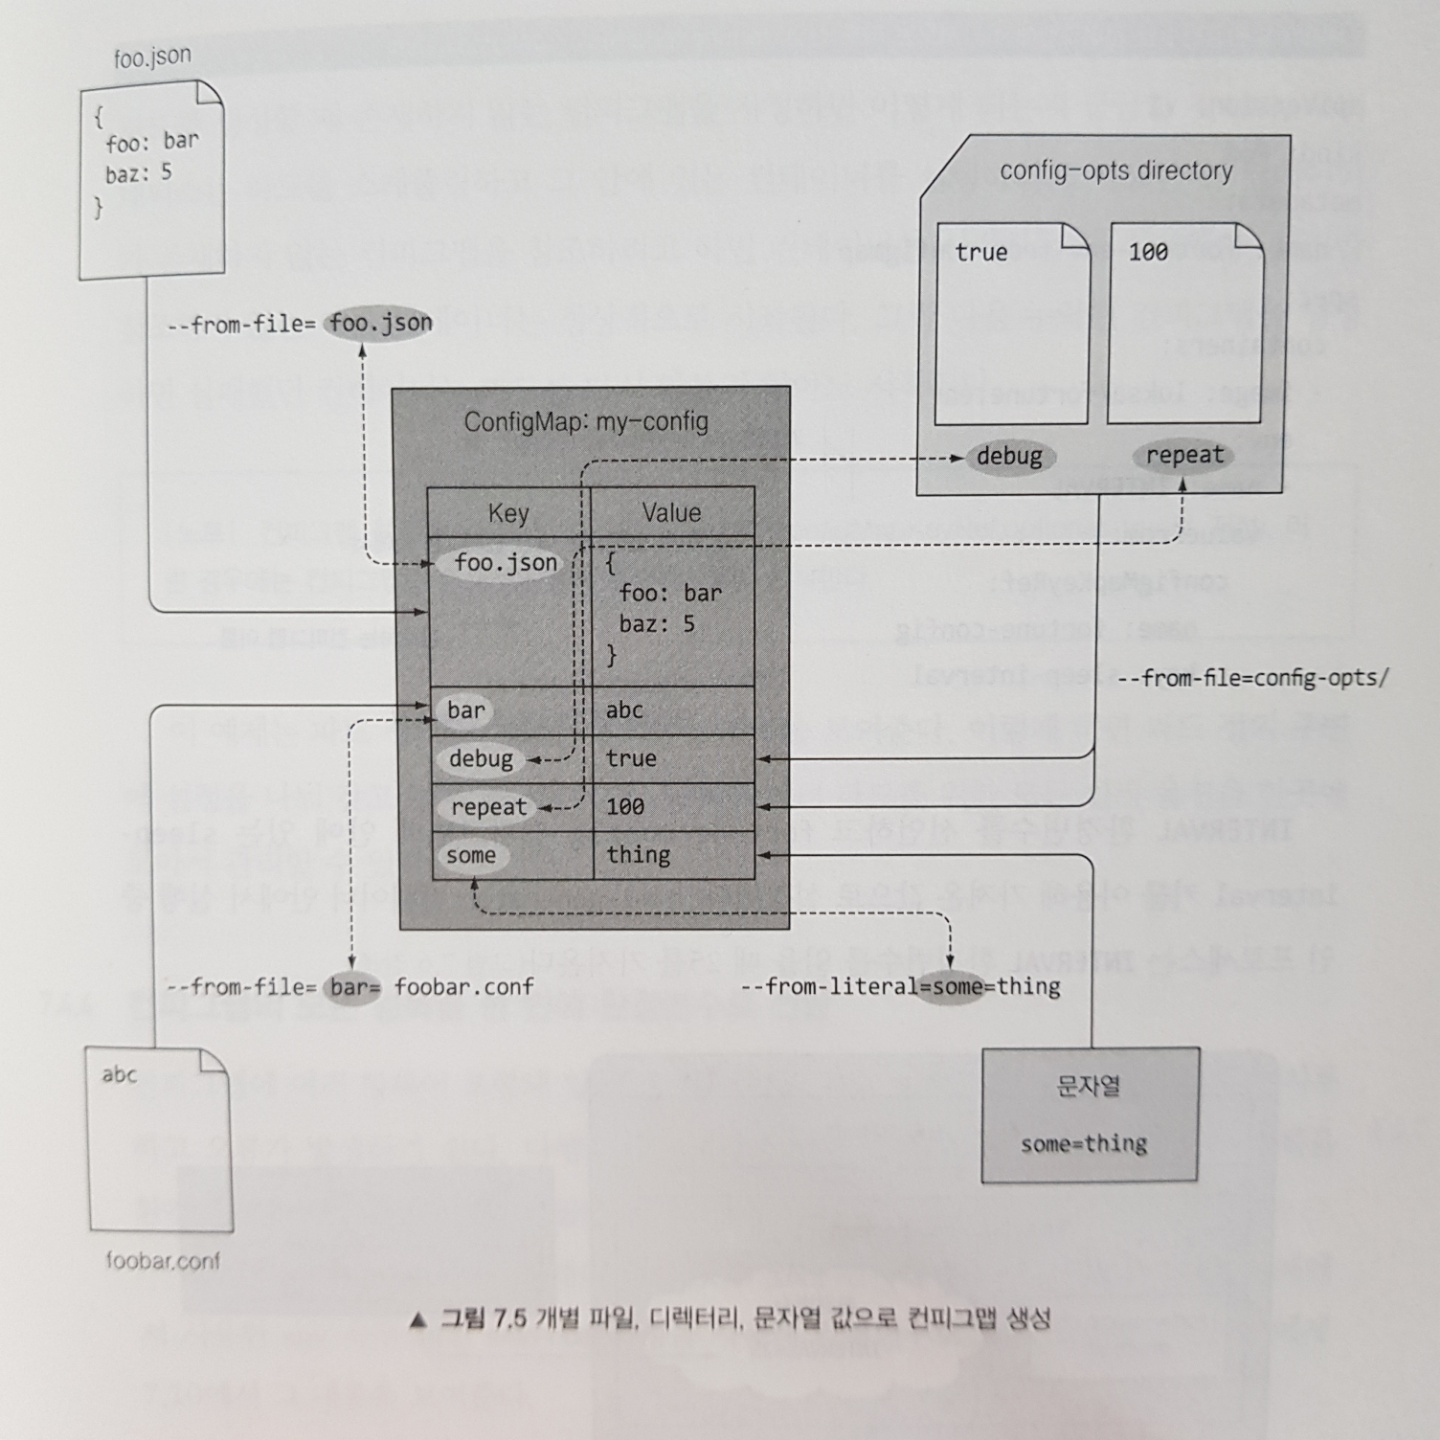 foo.json
{
foo: bar
baz: 5
}
--from-file= foo.json
config-opts directory
true
100
debug
repeat
ConfigMap: my-config
Key Value
foo.json {
foo: bar
baz: 5
}
bar abc
debug true
repeat 100
some thing
--from-file=config-opts/
--from-file= bar= foobar.conf
--from-literal=some=thing
abc
foobar.conf
문자열
some=thing
▲ 그림 7.5 개별 파일, 디렉터리, 문자열 값으로 컨피그맵 생성